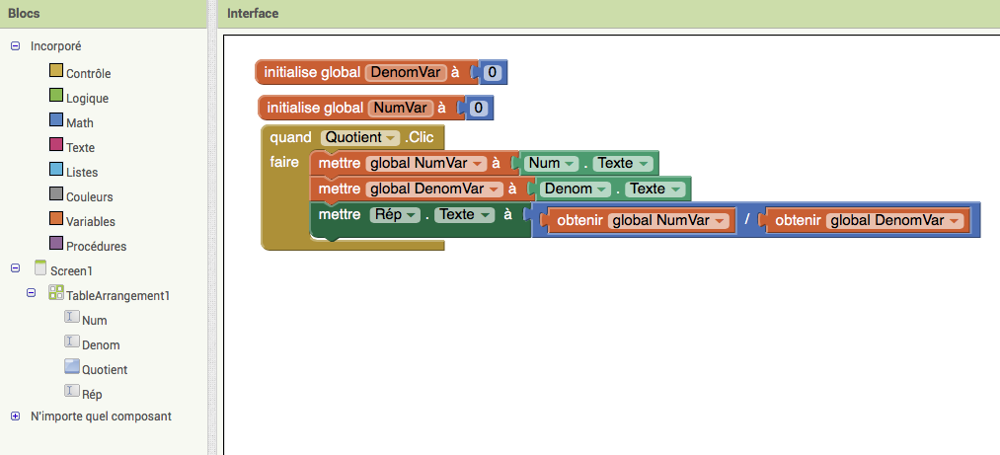 Blocs
Interface
Incorporé
Contrôle
Logique
Math
Texte
Listes
Couleurs
Variables
Procédures
Screen1
TableArrangement1
Num
Denom
Quotient
Rép
N'importe quel composant
initialise global DenomVar à 0
initialise global NumVar à 0
quand Quotient .Clic
faire mettre global NumVar à Num . Texte
mettre global DenomVar à Denom . Texte
mettre Rép . Texte à obtenir global NumVar / obtenir global DenomVar